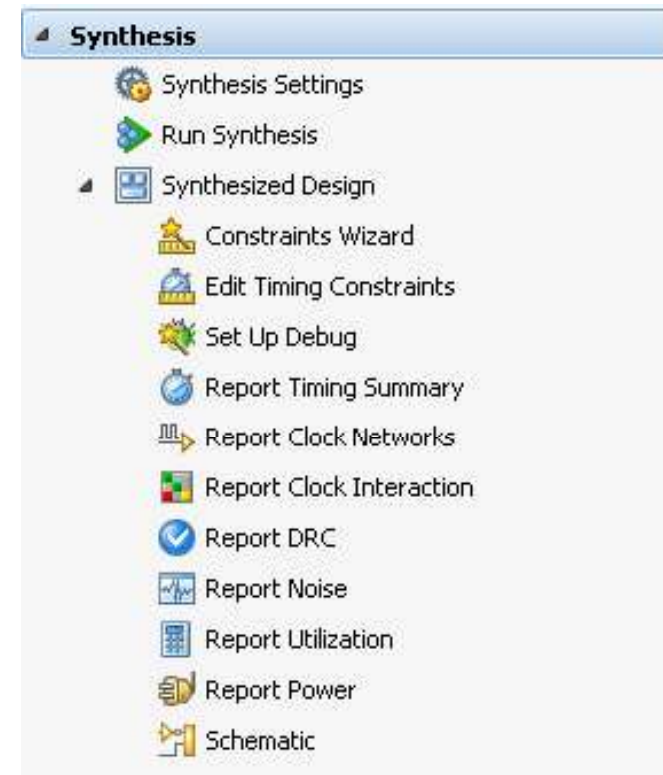 Synthesis
Synthesis Settings
Run Synthesis
Synthesized Design
Constraints Wizard
Edit Timing Constraints
Set Up Debug
Report Timing Summary
Report Clock Networks
Report Clock Interaction
Report DRC
Report Noise
Report Utilization
Report Power
Schematic